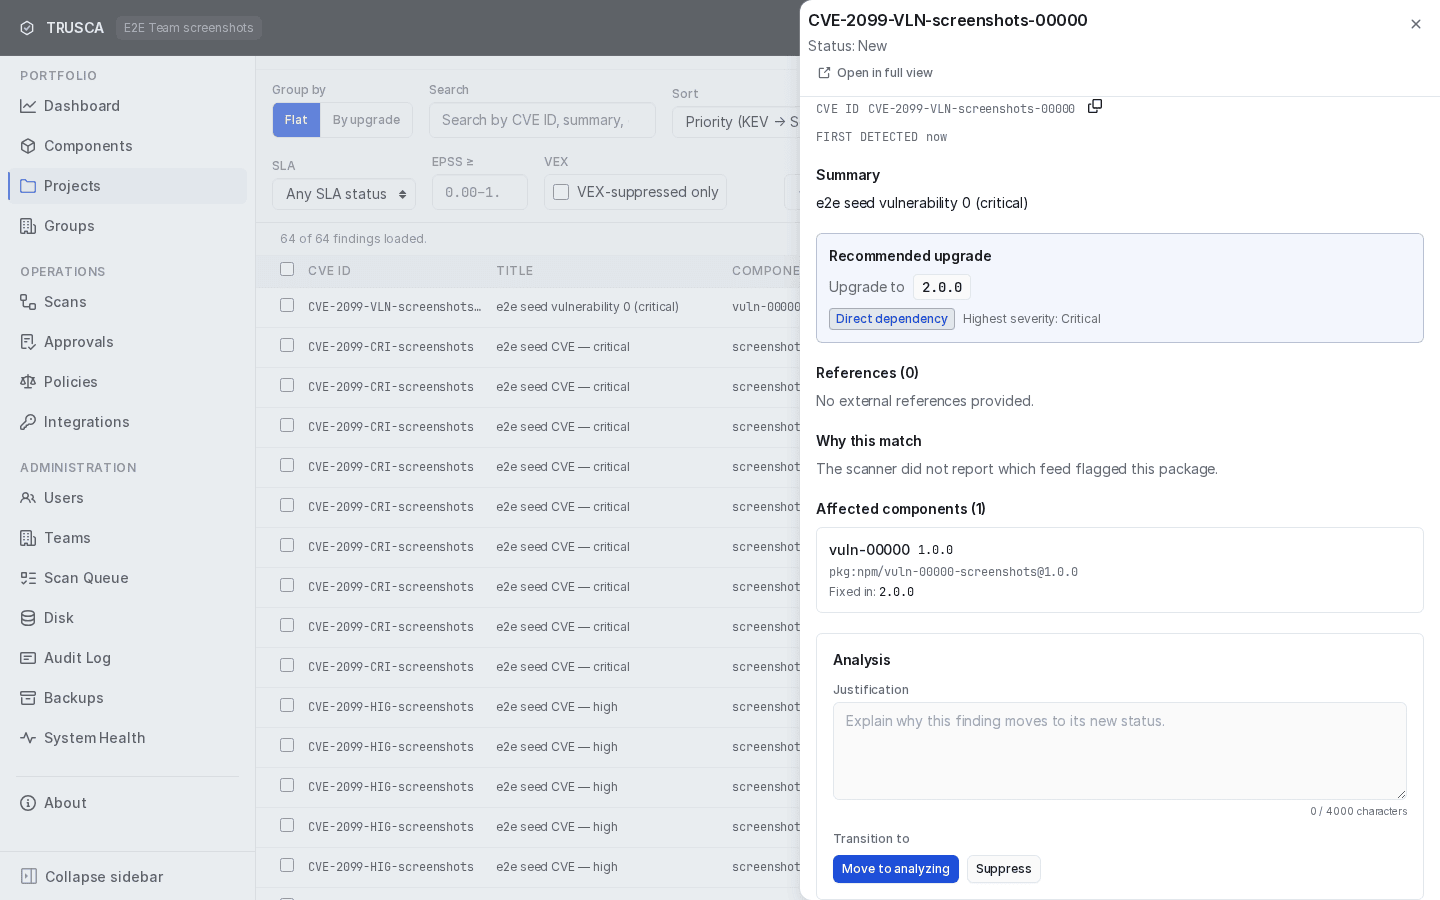 TRUSCA
E2E Team screenshots
PORTFOLIO
Dashboard
Components
Projects
Groups
OPERATIONS
Scans
Approvals
Policies
Integrations
ADMINISTRATION
Users
Teams
Scan Queue
Disk
Audit Log
Backups
System Health
About
Collapse sidebar
Group by
Flat
By upgrade
Search
Search by CVE ID, summary,
Sort
Priority (KEV → S
SLA
Any SLA status
EPSS ≥
0.00–1.
VEX
VEX-suppressed only
64 of 64 findings loaded.
CVE ID TITLE COMPONE
CVE-2099-VLN-screenshots… e2e seed vulnerability 0 (critical) vuln-00000
CVE-2099-CRI-screenshots e2e seed CVE — critical screenshot
CVE-2099-CRI-screenshots e2e seed CVE — critical screenshot
CVE-2099-CRI-screenshots e2e seed CVE — critical screenshot
CVE-2099-CRI-screenshots e2e seed CVE — critical screenshot
CVE-2099-CRI-screenshots e2e seed CVE — critical screenshot
CVE-2099-CRI-screenshots e2e seed CVE — critical screenshot
CVE-2099-CRI-screenshots e2e seed CVE — critical screenshot
CVE-2099-CRI-screenshots e2e seed CVE — critical screenshot
CVE-2099-CRI-screenshots e2e seed CVE — critical screenshot
CVE-2099-HIG-screenshots e2e seed CVE — high screenshot
CVE-2099-HIG-screenshots e2e seed CVE — high screenshot
CVE-2099-HIG-screenshots e2e seed CVE — high screenshot
CVE-2099-HIG-screenshots e2e seed CVE — high screenshot
CVE-2099-HIG-screenshots e2e seed CVE — high screenshot
CVE-2099-VLN-screenshots-00000
Status: New
Open in full view
CVE ID CVE-2099-VLN-screenshots-00000
FIRST DETECTED now
Summary
e2e seed vulnerability 0 (critical)
Recommended upgrade
Upgrade to 2.0.0
Direct dependency Highest severity: Critical
References (0)
No external references provided.
Why this match
The scanner did not report which feed flagged this package.
Affected components (1)
vuln-00000 1.0.0
pkg:npm/vuln-00000-screenshots@1.0.0
Fixed in: 2.0.0
Analysis
Justification
Explain why this finding moves to its new status.
0 / 4000 characters
Transition to
Move to analyzing
Suppress